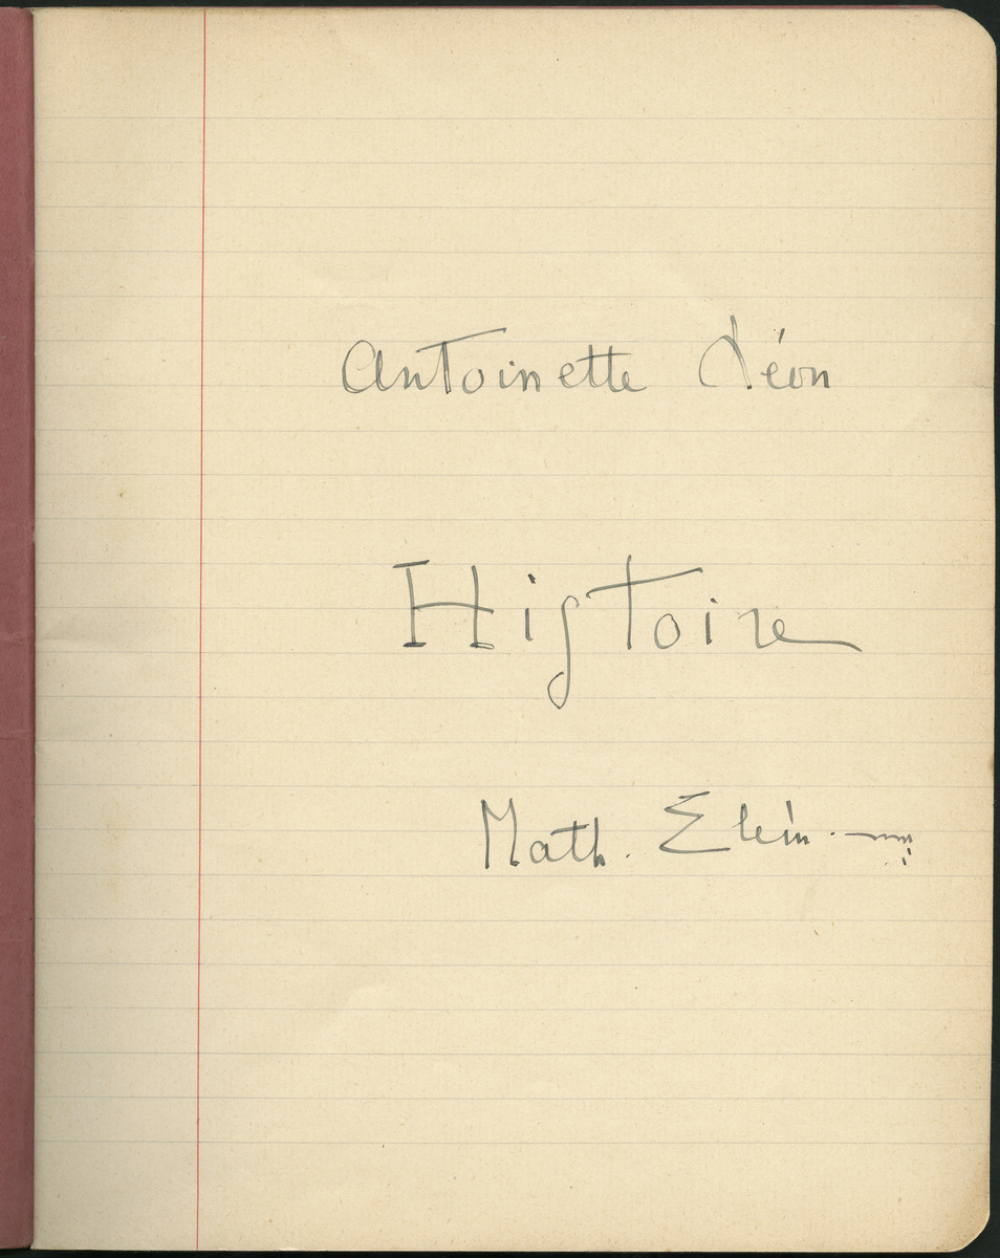 Antoinette Léon
Histoire
Math. Elém.